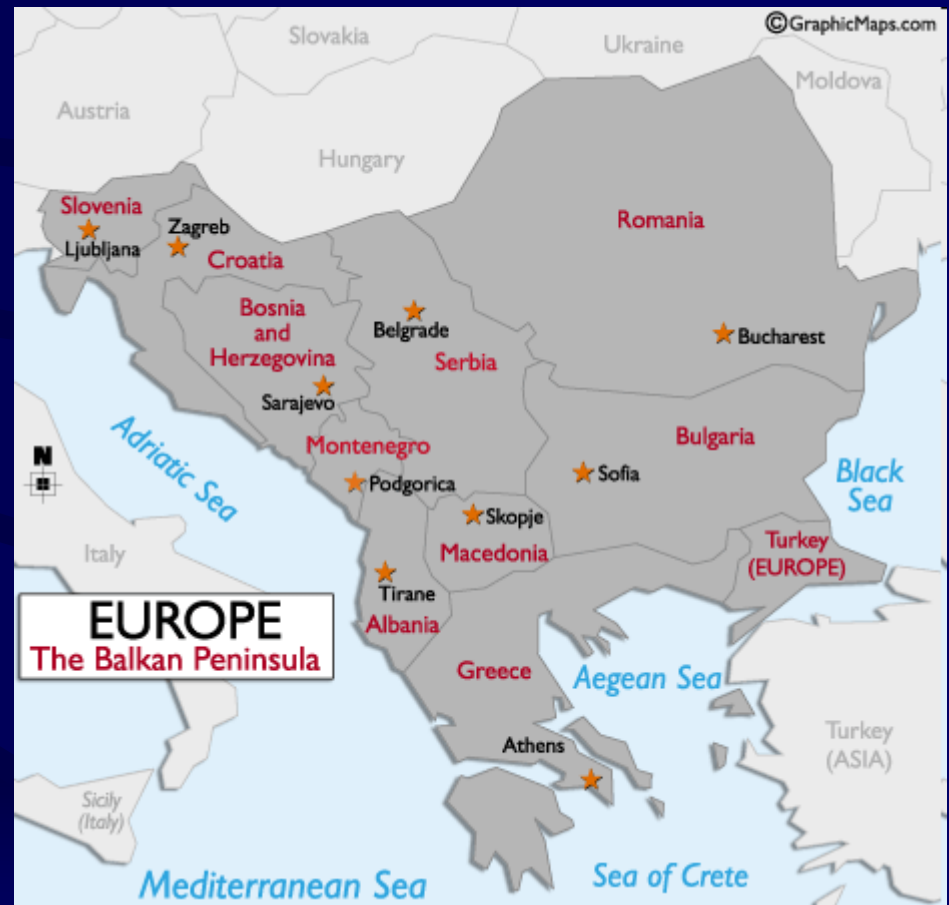 ©GraphicMaps.com
Slovakia
Ukraine
Moldova
Austria
Hungary
Slovenia
Ljubljana
Zagreb
Croatia
Romania
Bosnia
and
Herzegovina
Sarajevo
Belgrade
Serbia
Bucharest
Adriatic Sea
Montenegro
Podgorica
Bulgaria
Sofia
Black
Sea
N
Italy
Skopje
Macedonia
Turkey
(EUROPE)
Tirane
Albania
EUROPE
The Balkan Peninsula
Greece
Aegean Sea
Athens
Turkey
(ASIA)
Sicily
(Italy)
Mediterranean Sea
Sea of Crete